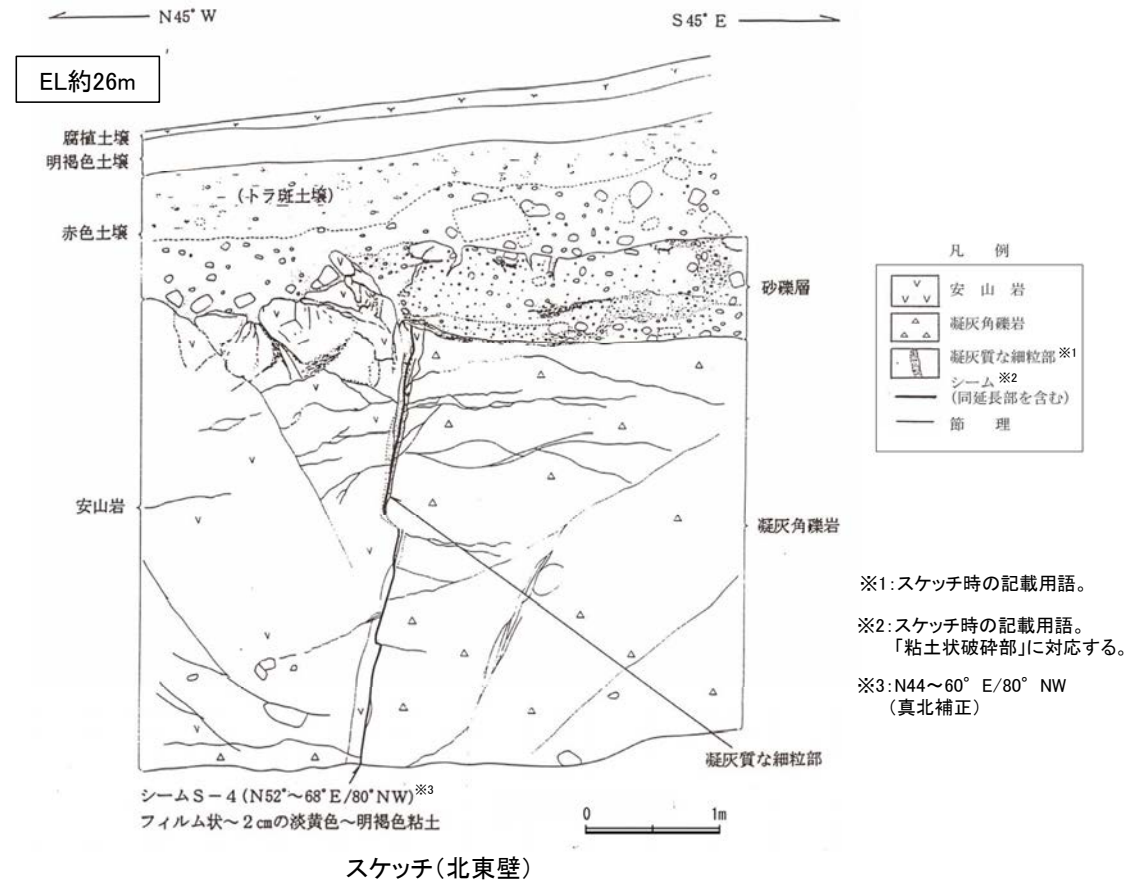 N45°W
S45°E
EL約26m
腐植土壌
明褐色土壌
(トラ斑土壌)
赤色土壌
砂礫層
安山岩
凝灰角礫岩
凝灰質な細粒部
シームS-4(N52°~68°E/80°NW)※3
フィルム状~2㎝の淡黄色~明褐色粘土
0 1m
スケッチ(北東壁)
凡 例
安 山 岩
凝灰角礫岩
凝灰質な細粒部※1
シーム※2
(同延長部を含む)
節 理
※1:スケッチ時の記載用語。
※2:スケッチ時の記載用語。
「粘土状破砕部」に対応する。
※3:N44~60°E/80°NW
(真北補正)